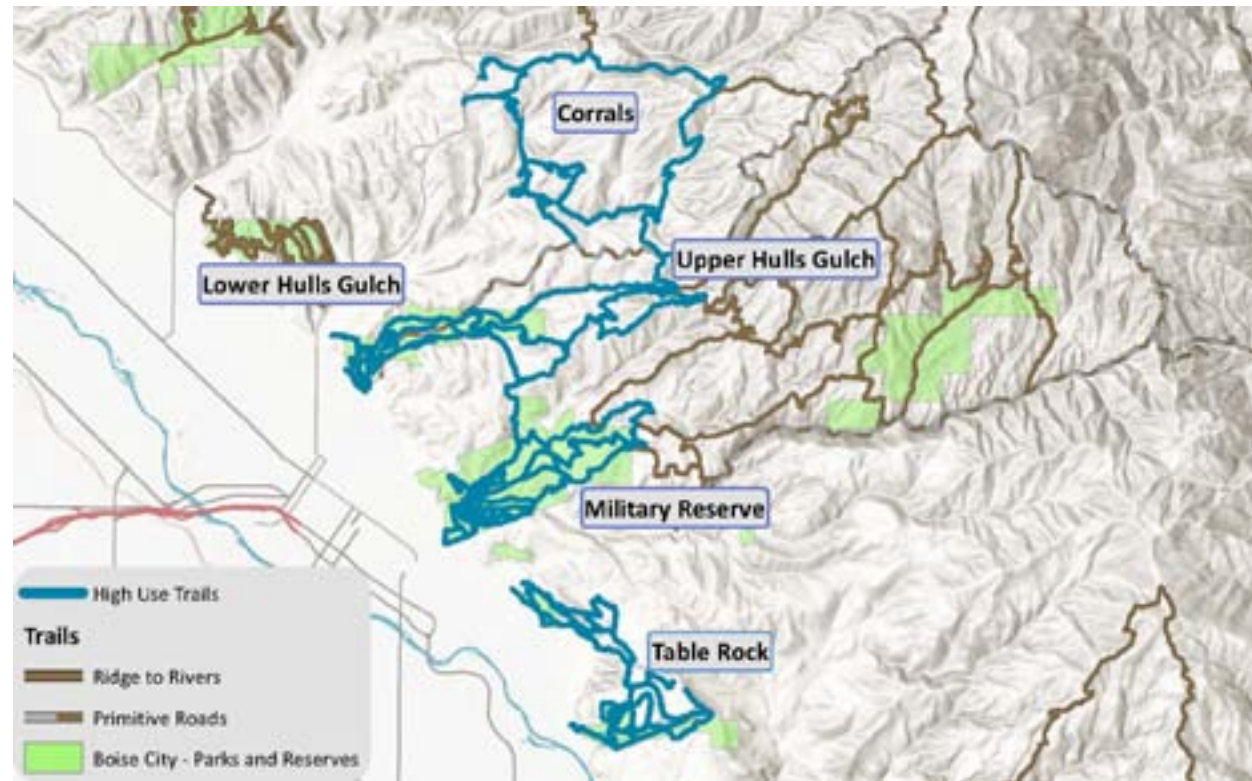 Corrals
Upper Hulls Gulch
Lower Hulls Gulch
Military Reserve
Table Rock
High Use Trails
Trails
Ridge to Rivers
Primitive Roads
Boise City - Parks and Reserves